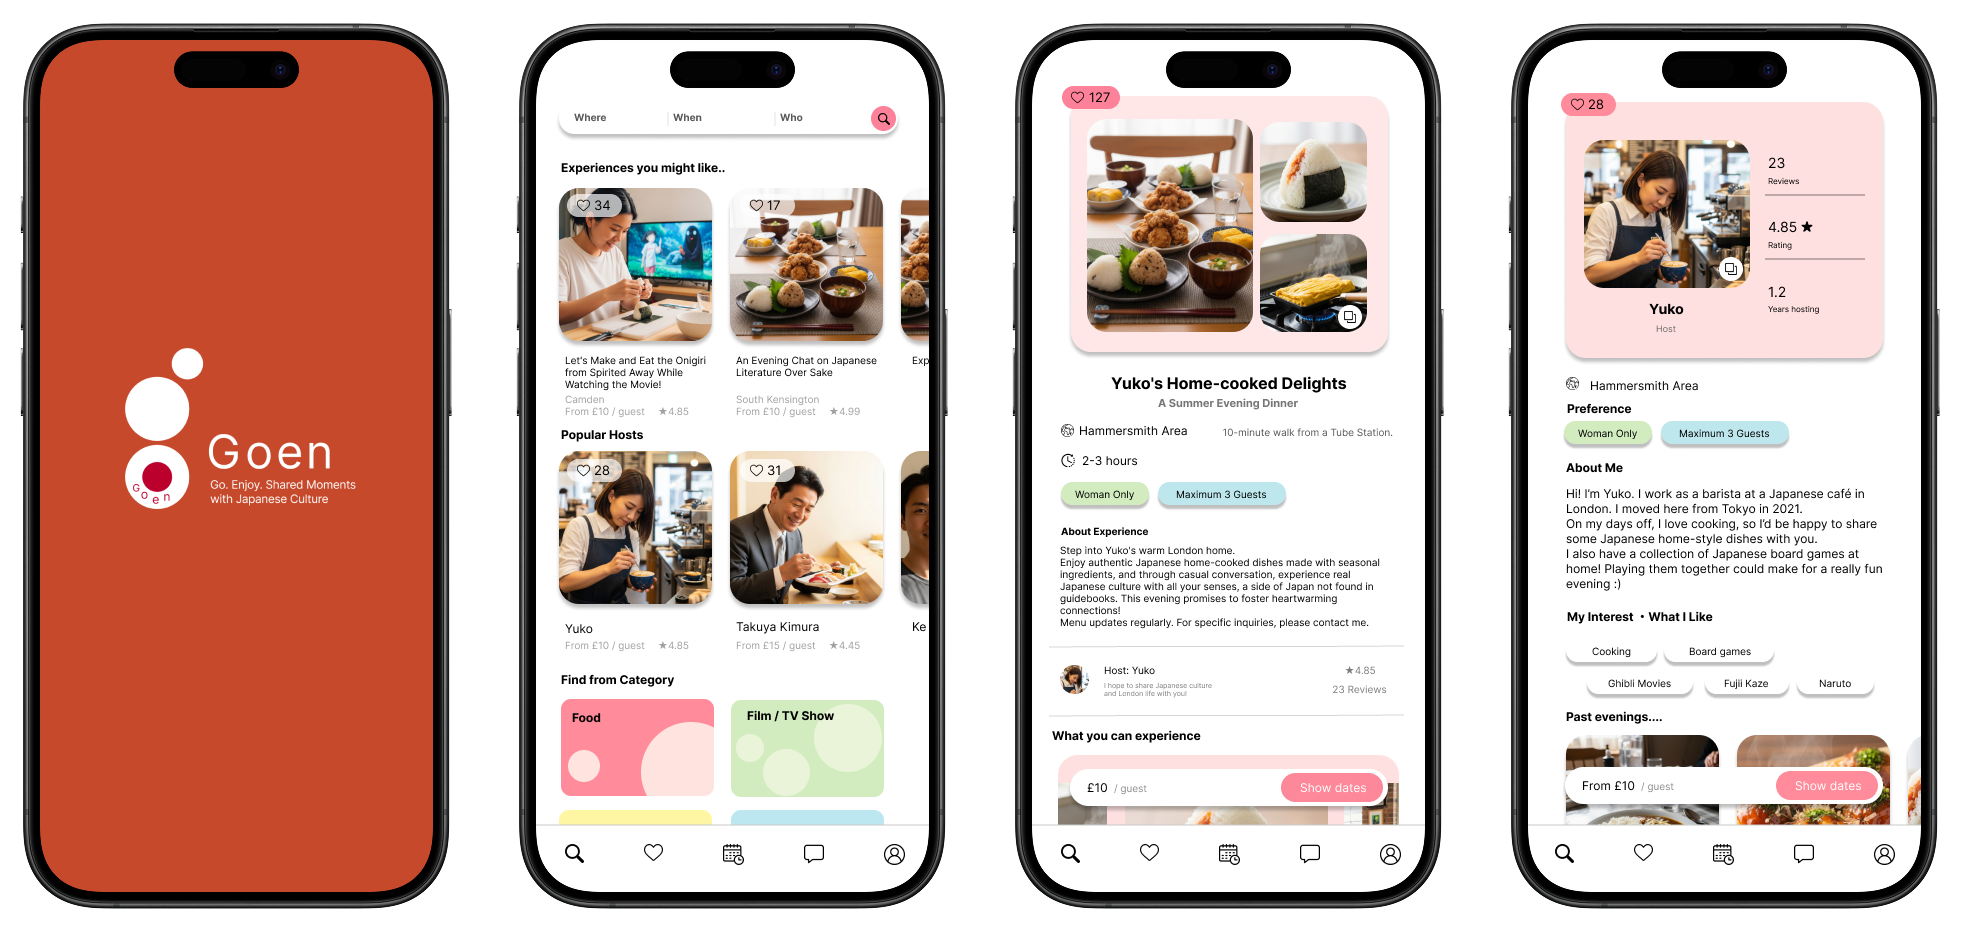 Goen
Go. Enjoy. Shared Moments
with Japanese Culture
Goen
Where When Who
Experiences you might like..
34
17
Let's Make and Eat the Onigiri
from Spirited Away While
Watching the Movie!
Camden
From £10 / guest ★4.85
An Evening Chat on Japanese
Literature Over Sake
South Kensington
From £10 / guest ★4.99
Exp
Popular Hosts
28
31
Yuko
From £10 / guest ★4.85
Takuya Kimura
From £15 / guest ★4.45
Ke
Find from Category
Food
Film / TV Show
127
Yuko's Home-cooked Delights
A Summer Evening Dinner
Hammersmith Area
10-minute walk from a Tube Station.
2-3 hours
Woman Only
Maximum 3 Guests
About Experience
Step into Yuko's warm London home.
Enjoy authentic Japanese home-cooked dishes made with seasonal
ingredients, and through casual conversation, experience real
Japanese culture with all your senses, a side of Japan not found in
guidebooks. This evening promises to foster heartwarming
connections!
Menu updates regularly. For specific inquiries, please contact me.
Host: Yuko
I hope to share Japanese culture
and London life with you!
★4.85
23 Reviews
What you can experience
£10 / guest
Show dates
28
23
Reviews
4.85 ★
Rating
1.2
Years hosting
Yuko
Host
Hammersmith Area
Preference
Woman Only
Maximum 3 Guests
About Me
Hi! I'm Yuko. I work as a barista at a Japanese café in
London. I moved here from Tokyo in 2021.
On my days off, I love cooking, so I'd be happy to share
some Japanese home-style dishes with you.
I also have a collection of Japanese board games at
home! Playing them together could make for a really fun
evening :)
My Interest ・What I Like
Cooking
Board games
Ghibli Movies
Fujii Kaze
Naruto
Past evenings....
From £10 / guest
Show dates